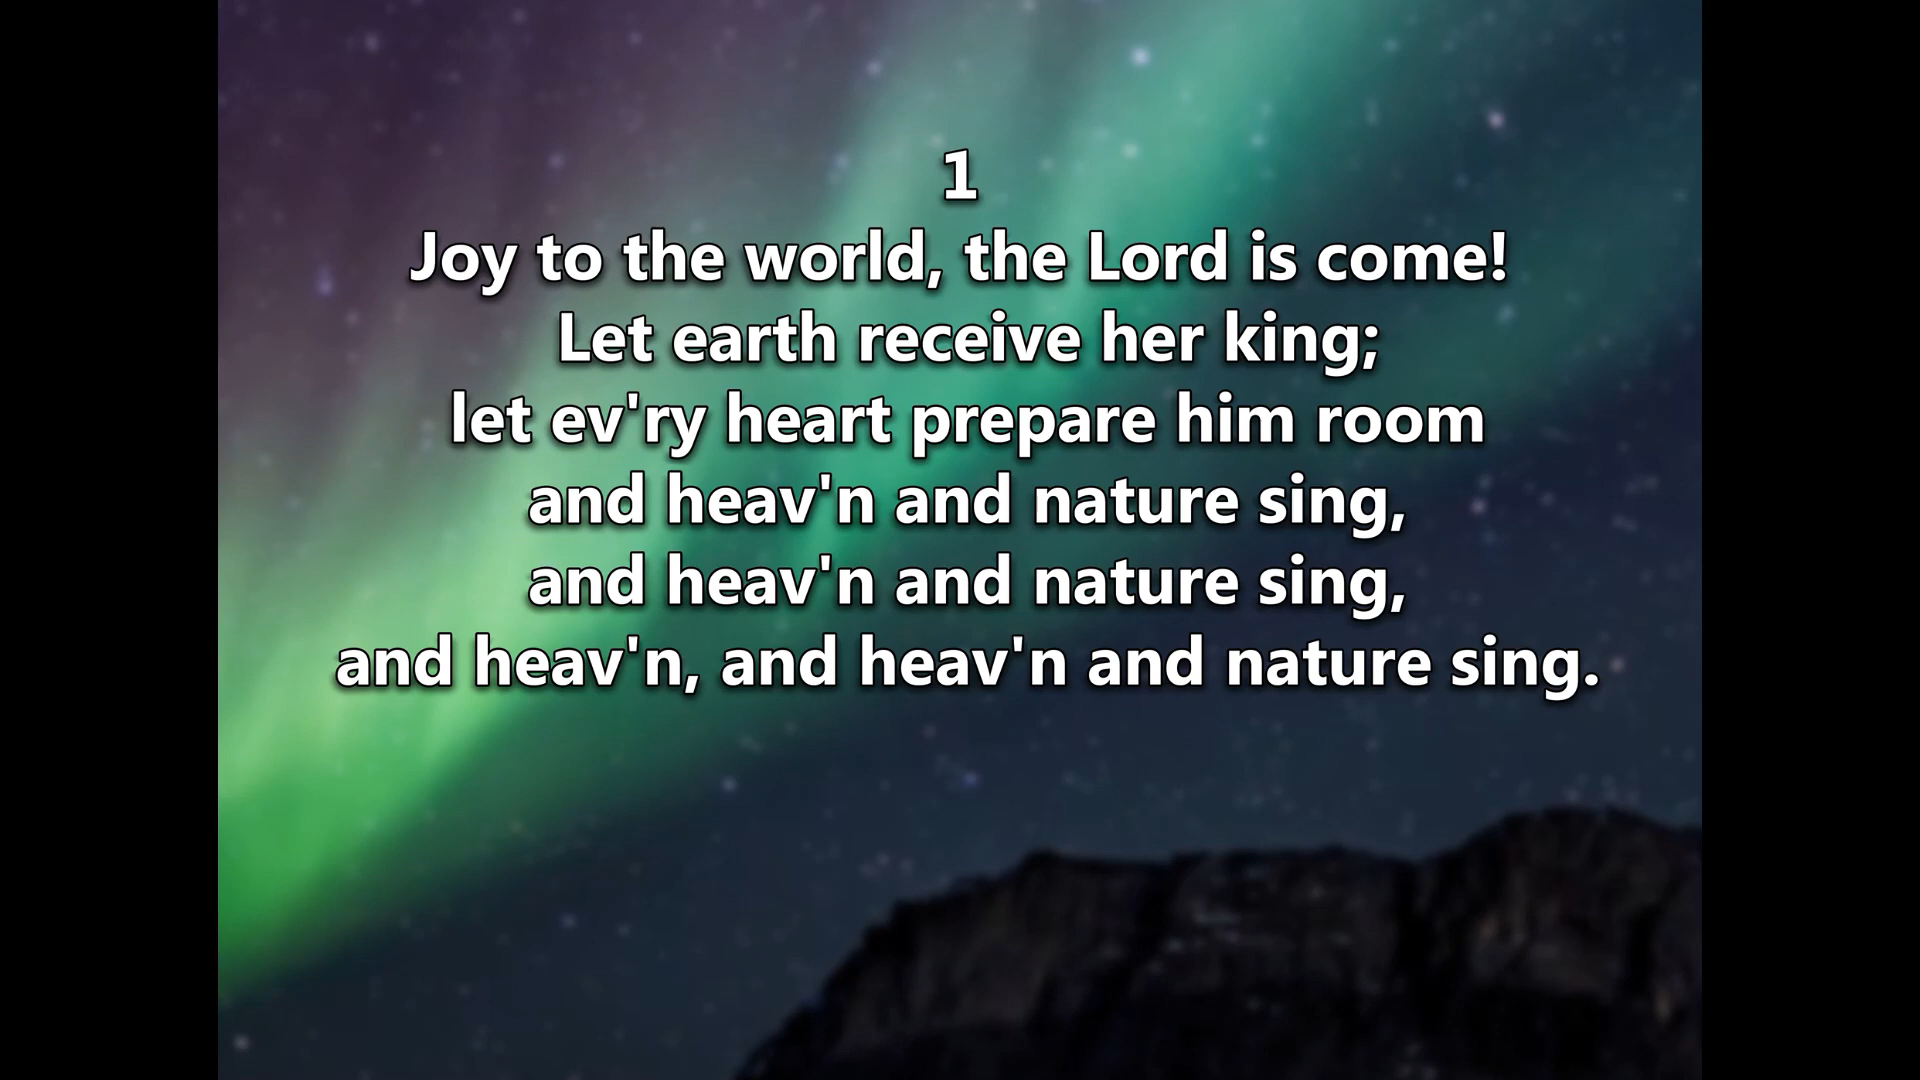 1
Joy to the world, the Lord is come!
Let earth receive her king;
let ev'ry heart prepare him room
and heav'n and nature sing,
and heav'n and nature sing,
and heav'n, and heav'n and nature sing.